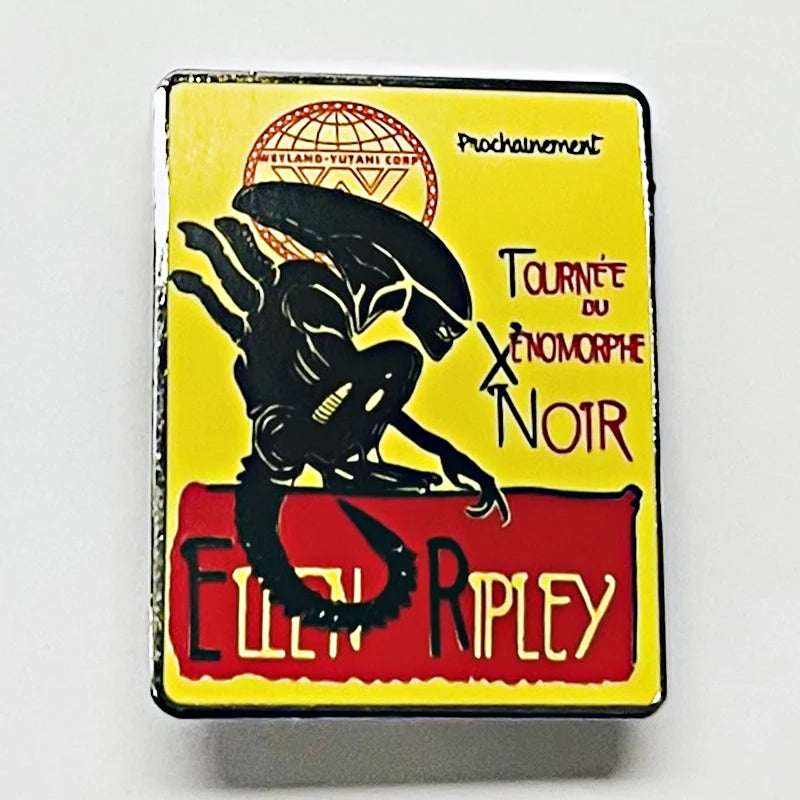 WEYLAND-YUTANI CORP
Prochainement
TOURNÉE
DU
XÉNOMORPHE
NOIR
ELLEN RIPLEY